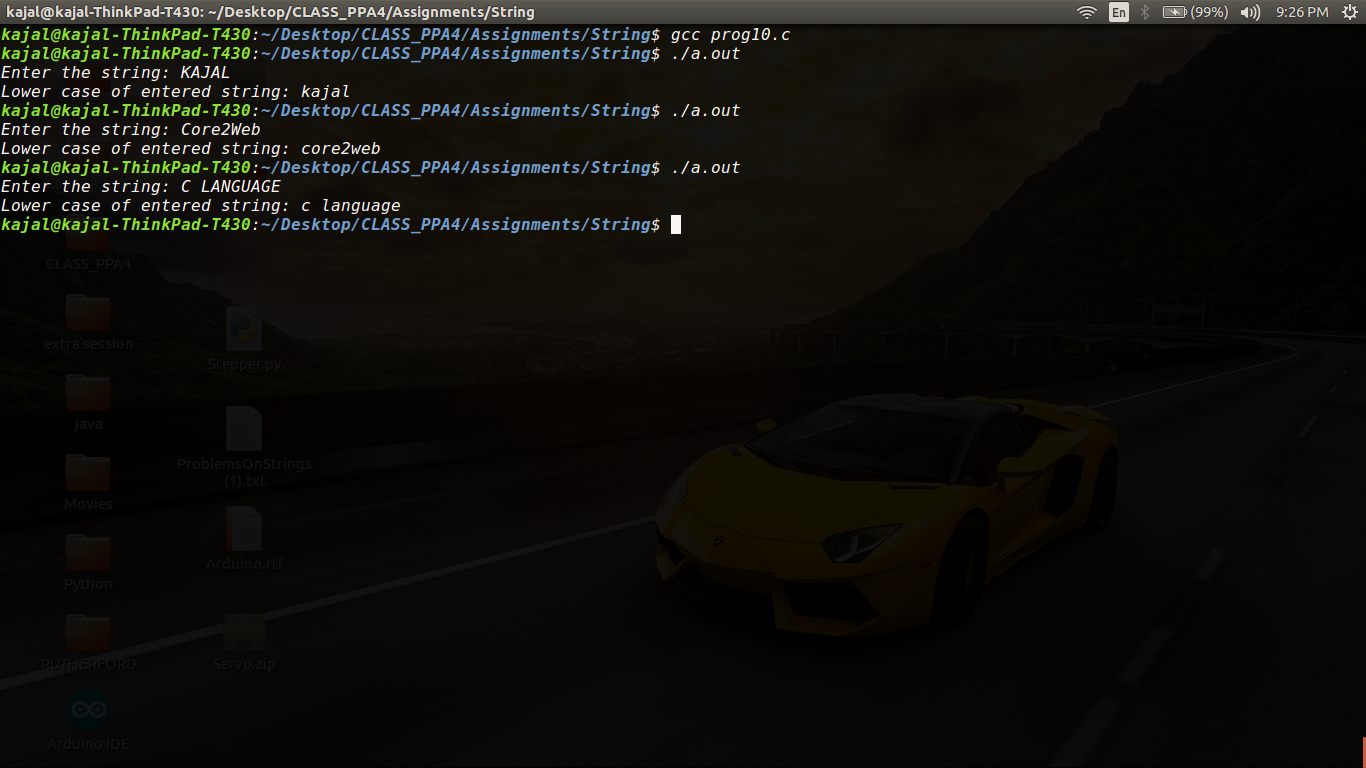 kajal@kajal-ThinkPad-T430: ~/Desktop/CLASS_PPA4/Assignments/String
En
(99%)
9:26 PM
kajal@kajal-ThinkPad-T430:~/Desktop/CLASS_PPA4/Assignments/String$ gcc prog10.c
kajal@kajal-ThinkPad-T430:~/Desktop/CLASS_PPA4/Assignments/String$ ./a.out
Enter the string: KAJAL
Lower case of entered string: kajal
kajal@kajal-ThinkPad-T430:~/Desktop/CLASS_PPA4/Assignments/String$ ./a.out
Enter the string: Core2Web
Lower case of entered string: core2web
kajal@kajal-ThinkPad-T430:~/Desktop/CLASS_PPA4/Assignments/String$ ./a.out
Enter the string: C LANGUAGE
Lower case of entered string: c language
kajal@kajal-ThinkPad-T430:~/Desktop/CLASS_PPA4/Assignments/String$
CLASS_PPA4
extra session
Stepper.py
java
ProblemsOnStrings
(1).txt
Movies
Arduino.rtf
Python
RUTHERFORD
Servo.zip
Arduino IDE